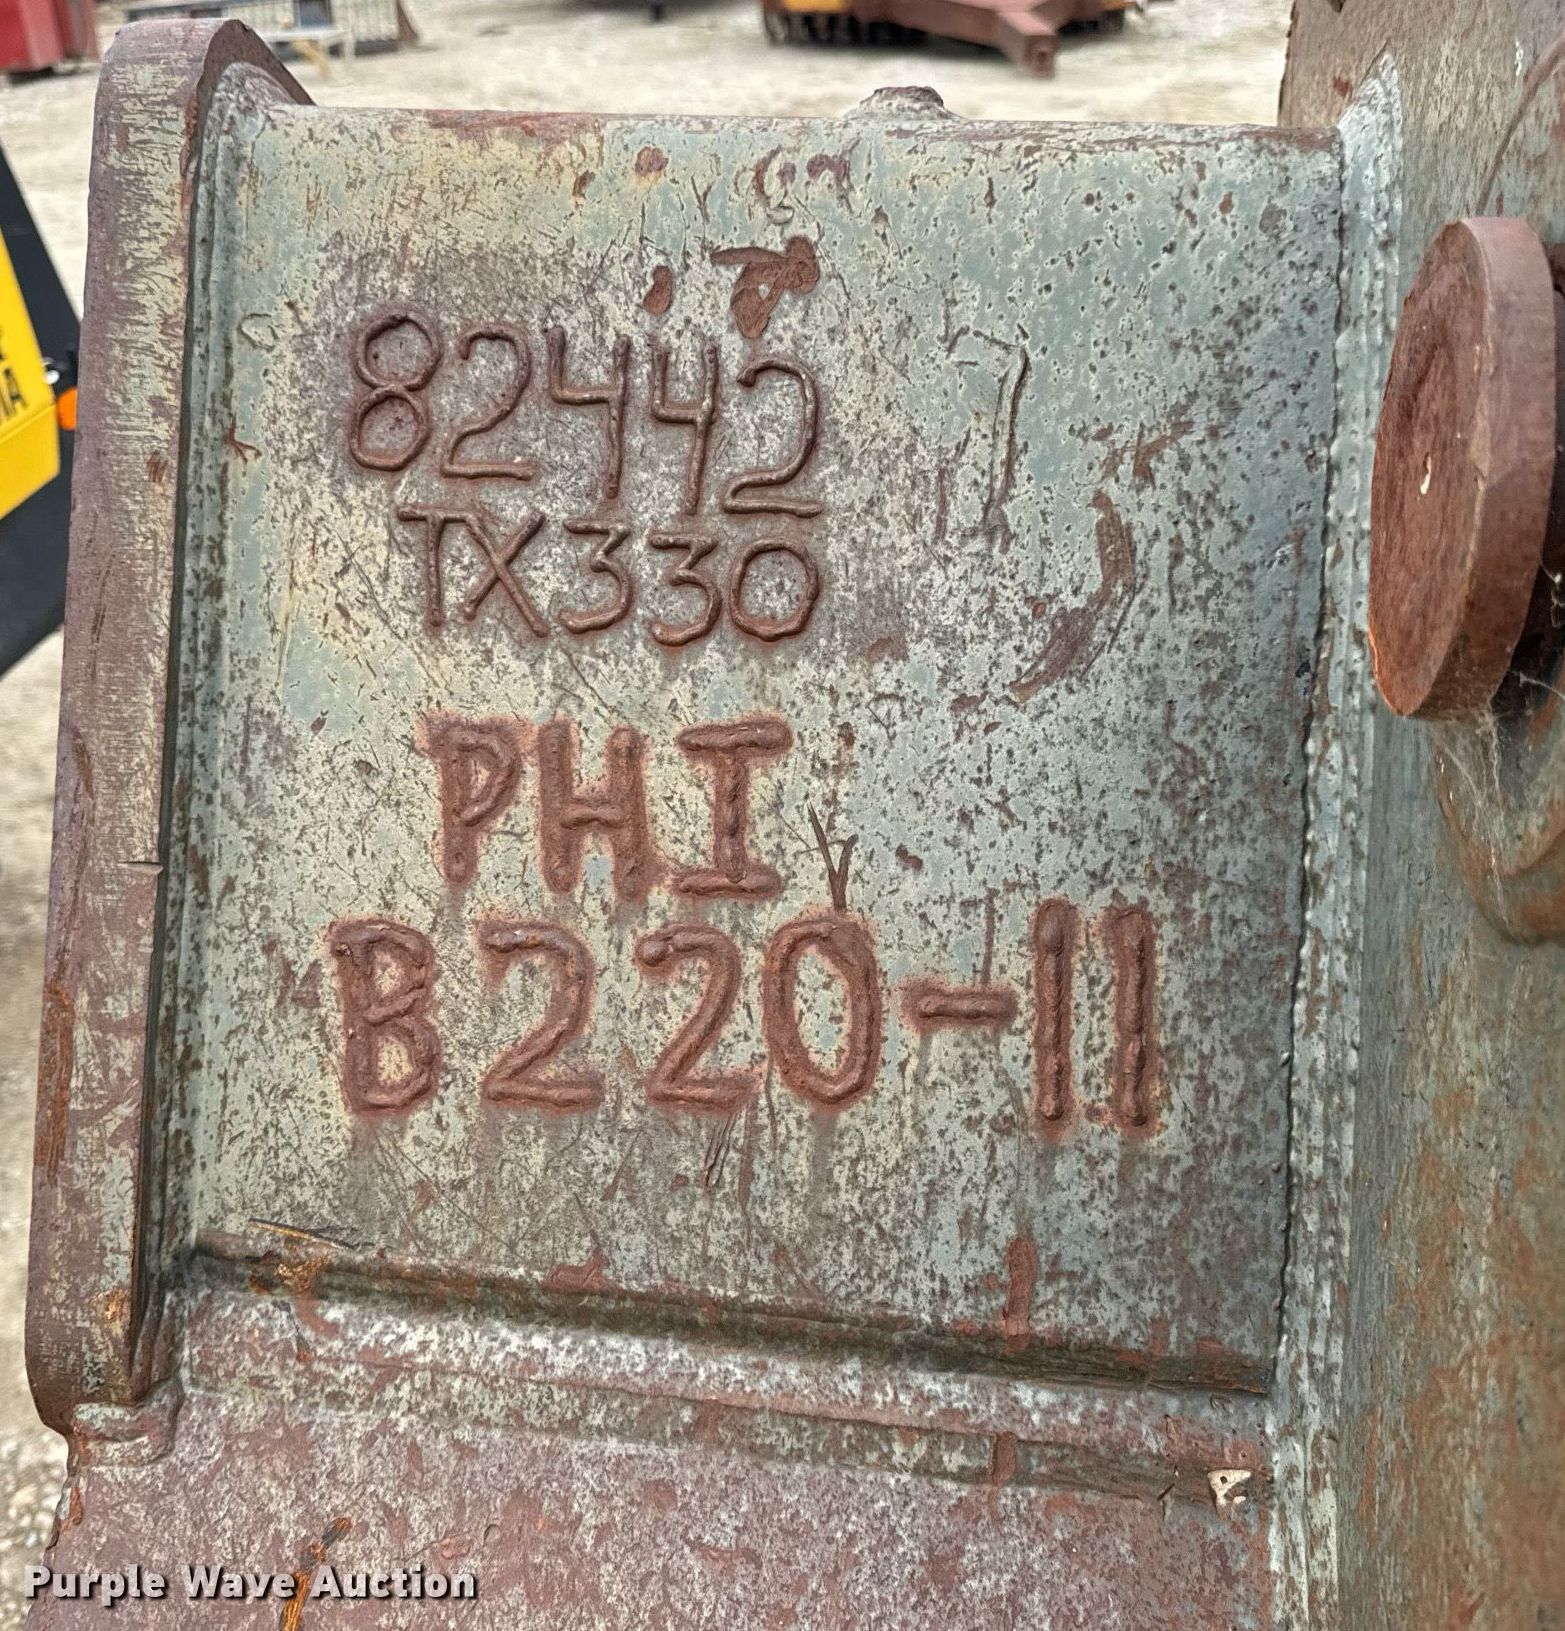 82442
TX330
PHI
B220-11
Purple Wave Auction